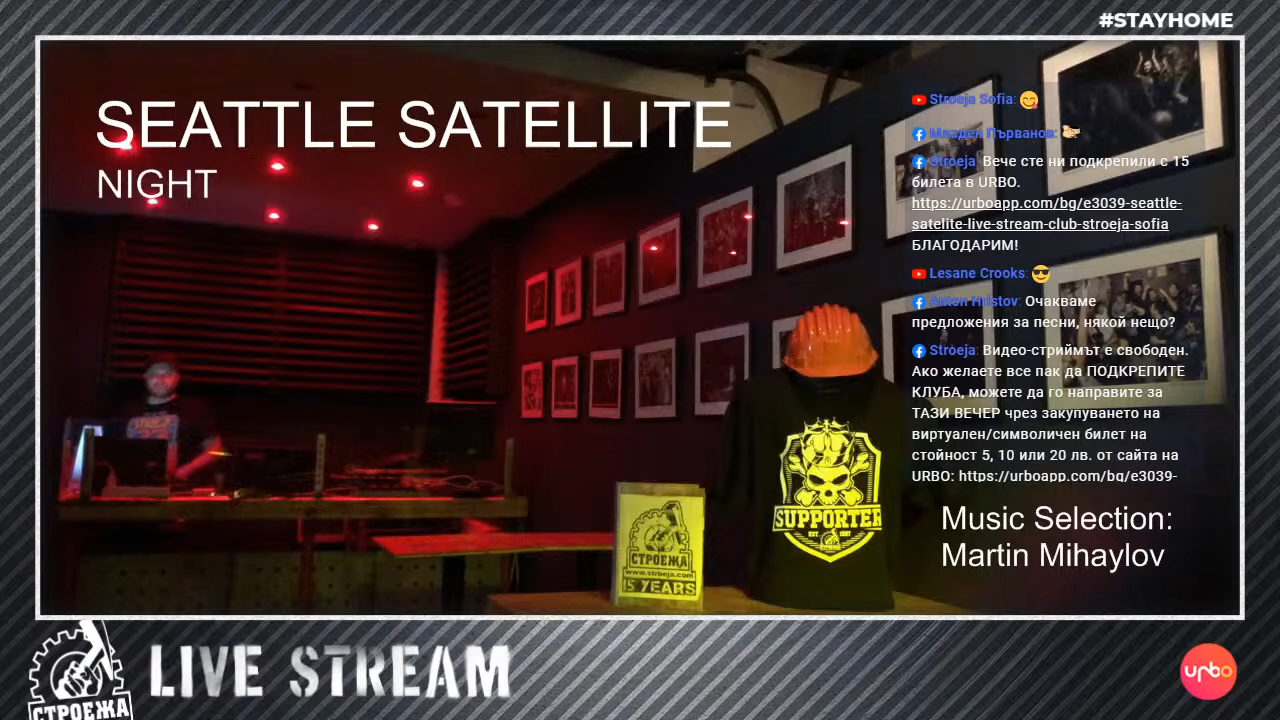 #STAYHOME
SEATTLE SATELLITE
NIGHT
Stroeja Sofia:
Младен Първанов:
Stroeja: Вече сте ни подкрепили с 15
билета в URBO.
https://urboapp.com/bg/e3039-seattle-
satelite-live-stream-club-stroeja-sofia
БЛАГОДАРИМ!
Lesane Crooks:
Anton Hristov: Очакваме
предложения за песни, някой нещо?
Stroeja: Видео-стриймът е свободен.
Ако желаете все пак да ПОДКРЕПИТЕ
КЛУБА, можете да го направите за
ТАЗИ ВЕЧЕР чрез закупуването на
виртуален/символичен билет на
стойност 5, 10 или 20 лв. от сайта на
URBO: https://urboapp.com/bg/e3039-
SUPPORTER
СТРОЕЖА
www.stroeja.com
15 YEARS
Music Selection:
Martin Mihaylov
LIVE STREAM
СТРОЕЖА
urbo